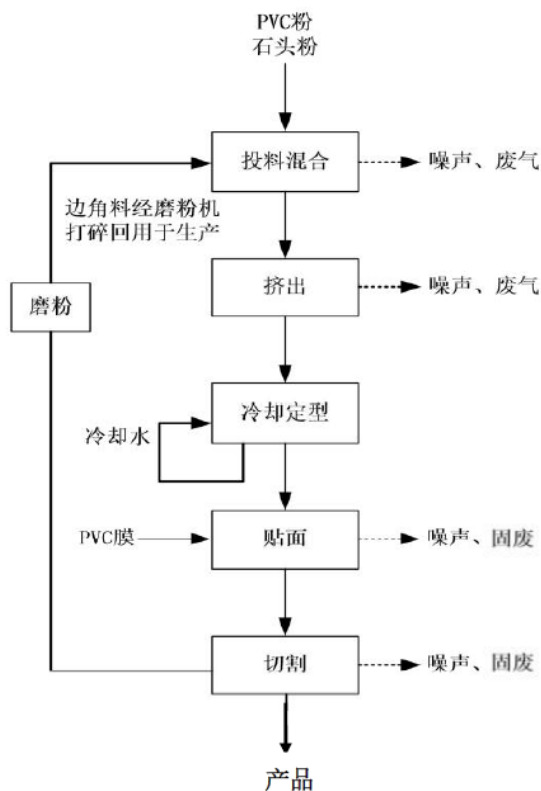 PVC粉
石头粉
投料混合
噪声、废气
边角料经磨粉机
打碎回用于生产
挤出
噪声、废气
磨粉
冷却定型
冷却水
PVC膜
贴面
噪声、固废
切割
噪声、固废
产品